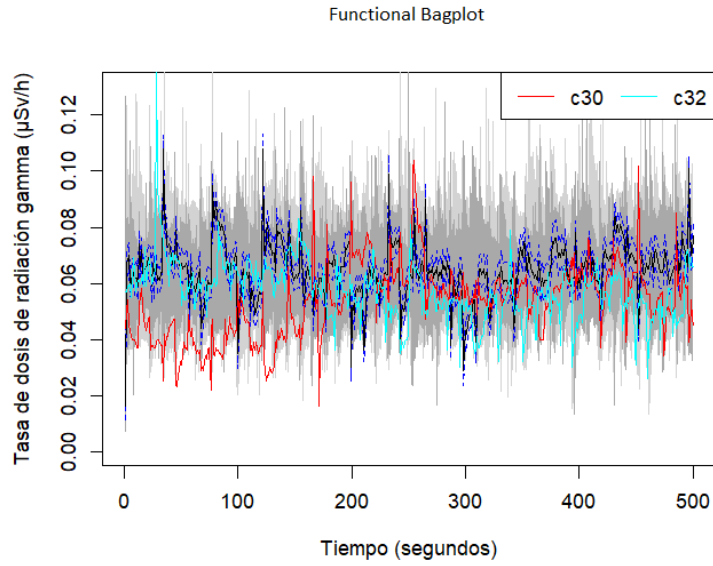 Functional Bagplot
c30 c32
Tasa de dosis de radiación gamma (µSv/h)
0.12
0.10
0.08
0.06
0.04
0.02
0.00
0 100 200 300 400 500
Tiempo (segundos)